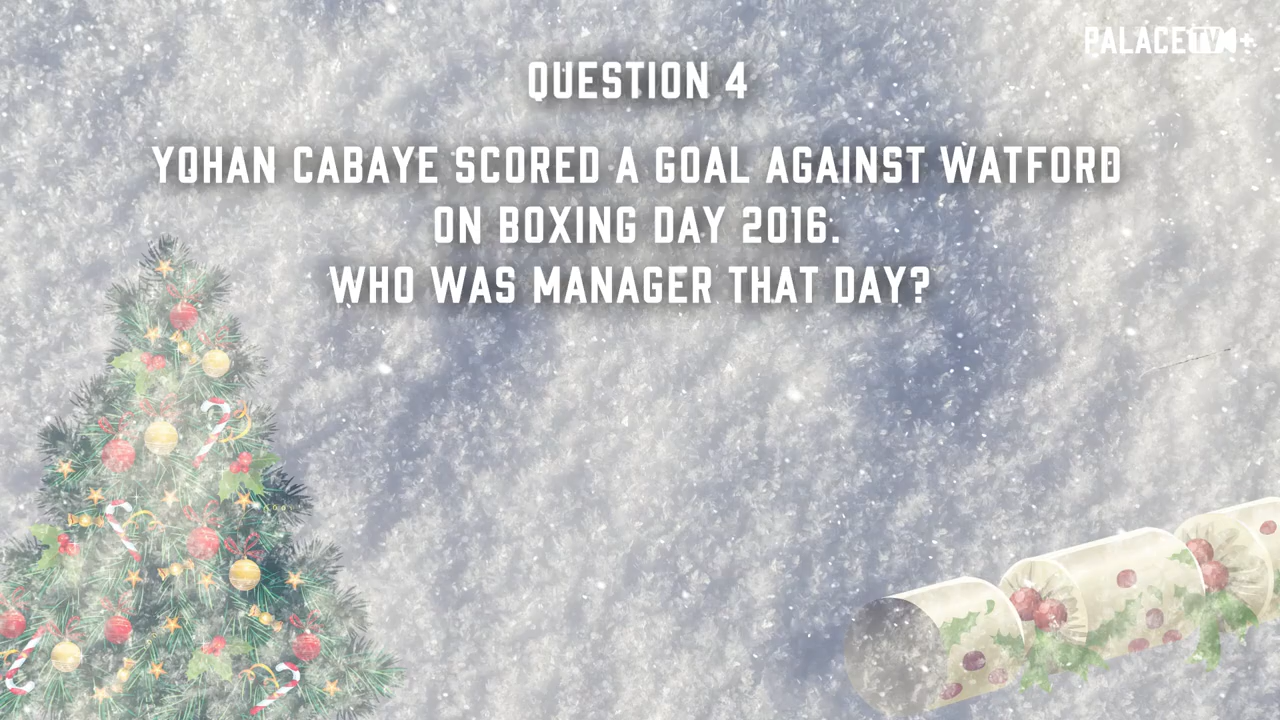 PALACETV+
QUESTION 4
YOHAN CABAYE SCORED A GOAL AGAINST WATFORD
ON BOXING DAY 2016.
WHO WAS MANAGER THAT DAY?